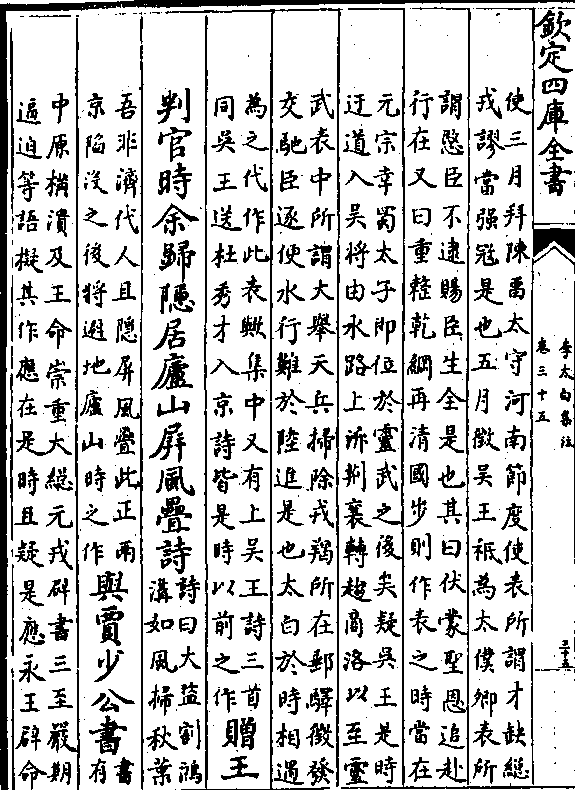 欽定四庫全書
李太白集注
卷三十五
三十五
使三月拜陳畱太守河南節度使表所謂才缺總
戎謬當强冦是也五月徴吳王祗為太僕卿表所
謂愍臣不逮賜臣生全是也其曰伏蒙聖恩追赴
行在又曰重整乾綱再清國步則作表之時當在
元宗幸蜀太子即位於靈武之後矣疑吳王是時
迂道入吳将由水路上泝荆襄轉趨啇洛以至靈
武表中所謂大舉天兵掃除戎羯所在郵驛徵發
交馳臣逐便水行難於陸進是也太白於時相遇
為之代作此表歟集中又有上吳王詩三首
同吳王送杜秀才入京詩皆是時以前之作
贈王
判官時余歸隠居廬山屏風疊詩
詩曰大盜割鴻
溝如風掃秋葉
吾非濟代人且隠屏風疊此正兩
京陷没之後将避地廬山時之作
與賈少公書
書
有
中原横潰及王命崇重大總元戎辟書三至嚴期
逼迫等語擬其作應在是時且疑是應永王辟命